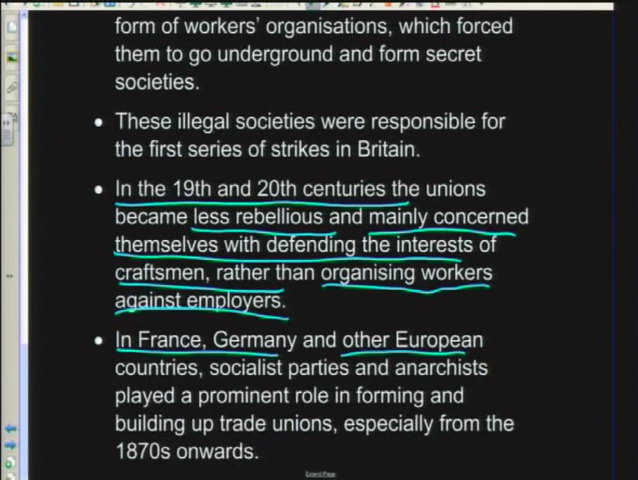 form of workers' organisations, which forced
them to go underground and form secret
societies.
• These illegal societies were responsible for
the first series of strikes in Britain.
• In the 19th and 20th centuries the unions
became less rebellious and mainly concerned
themselves with defending the interests of
craftsmen, rather than organising workers
against employers.
• In France, Germany and other European
countries, socialist parties and anarchists
played a prominent role in forming and
building up trade unions, especially from the
1870s onwards.
Extend Page